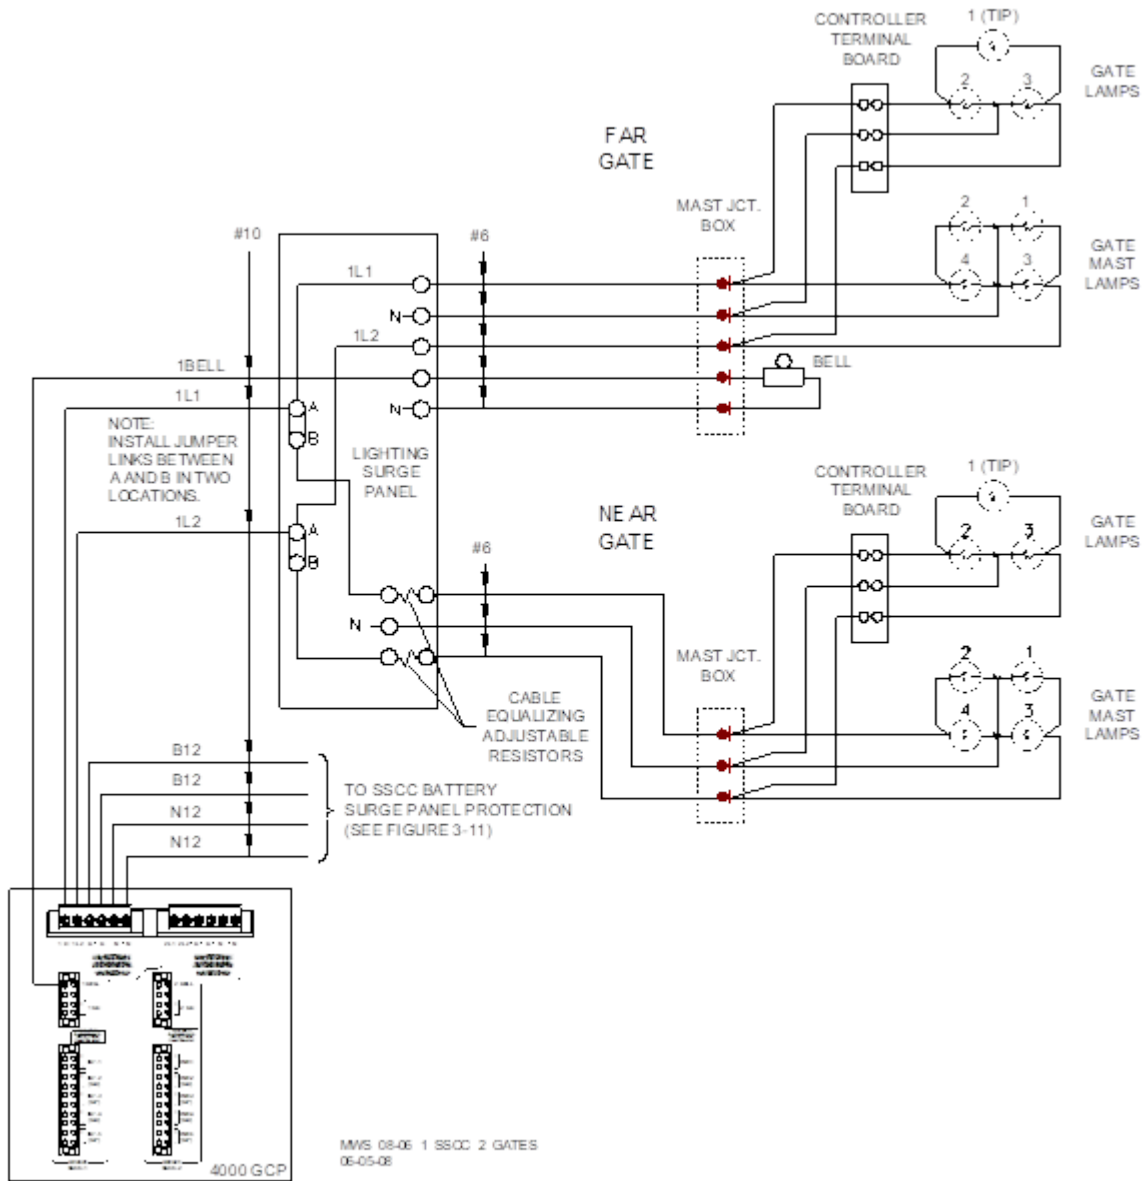 CONTROLLER
TERMINAL
BOARD
1 (TIP)
2
3
GATE
LAMPS
FAR
GATE
MAST JCT.
BOX
2
1
4
3
GATE
MAST
LAMPS
#10
#6
1L1
N
1L2
1BELL
BELL
1L1
A
N
B
NOTE:
INSTALL JUMPER
LINKS BETWEEN
A AND B IN TWO
LOCATIONS.
LIGHTING
SURGE
PANEL
CONTROLLER
TERMINAL
BOARD
1 (TIP)
2
3
GATE
LAMPS
1L2
A
B
NEAR
GATE
#6
N
MAST JCT.
BOX
2
1
4
3
GATE
MAST
LAMPS
CABLE
EQUALIZING
ADJUSTABLE
RESISTORS
B12
B12
N12
N12
TO SSCC BATTERY
SURGE PANEL PROTECTION
(SEE FIGURE 3-11)
4000 GCP
MWS 08-06 1 SSCC 2 GATES
06-05-08